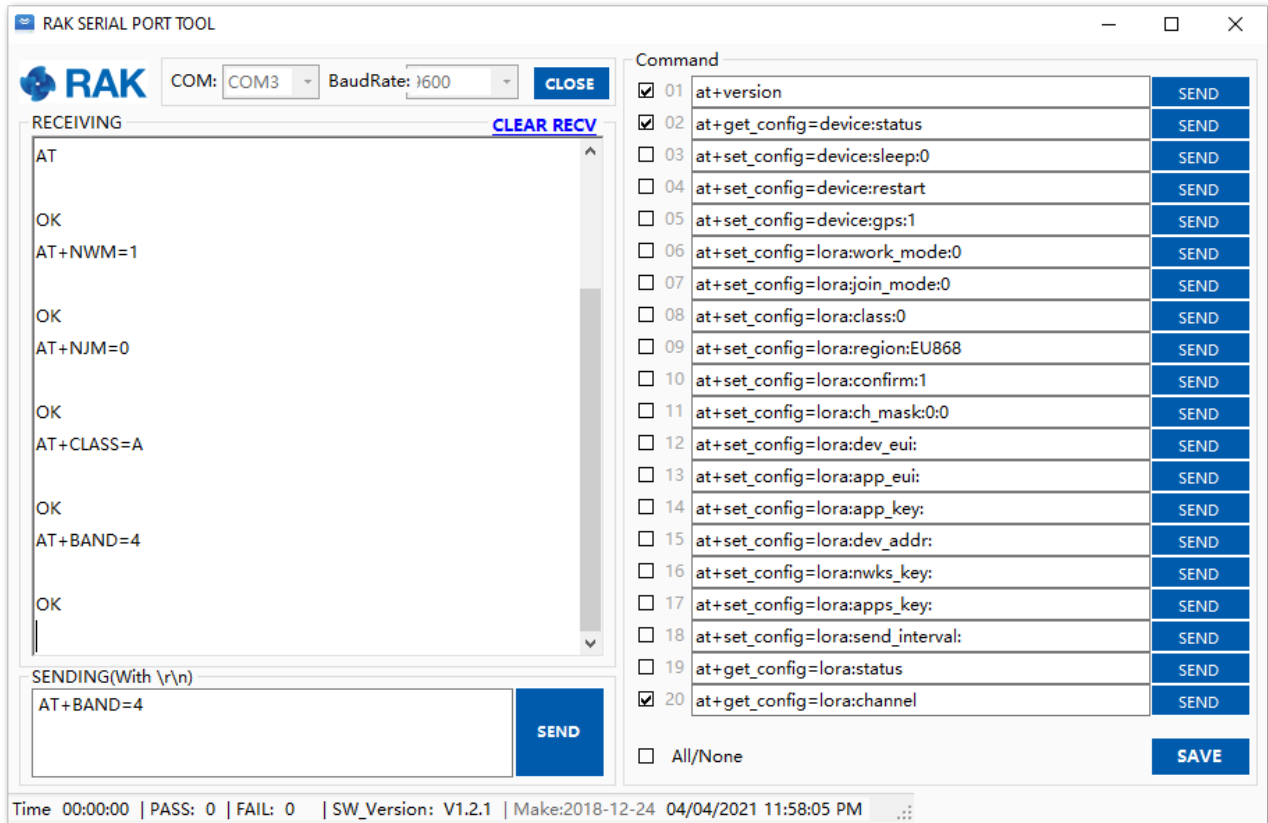 RAK SERIAL PORT TOOL
RAK
COM: COM3 BaudRate: 9600 CLOSE
RECEIVING CLEAR RECV
AT
OK
AT+NWM=1
OK
AT+NJM=0
OK
AT+CLASS=A
OK
AT+BAND=4
OK
SENDING(With \r\n)
AT+BAND=4
SEND
Command
01 at+version SEND
02 at+get_config=device:status SEND
03 at+set_config=device:sleep:0 SEND
04 at+set_config=device:restart SEND
05 at+set_config=device:gps:1 SEND
06 at+set_config=lora:work_mode:0 SEND
07 at+set_config=lora:join_mode:0 SEND
08 at+set_config=lora:class:0 SEND
09 at+set_config=lora:region:EU868 SEND
10 at+set_config=lora:confirm:1 SEND
11 at+set_config=lora:ch_mask:0:0 SEND
12 at+set_config=lora:dev_eui: SEND
13 at+set_config=lora:app_eui: SEND
14 at+set_config=lora:app_key: SEND
15 at+set_config=lora:dev_addr: SEND
16 at+set_config=lora:nwks_key: SEND
17 at+set_config=lora:apps_key: SEND
18 at+set_config=lora:send_interval: SEND
19 at+get_config=lora:status SEND
20 at+get_config=lora:channel SEND
All/None SAVE
Time 00:00:00 | PASS: 0 | FAIL: 0 | SW_Version: V1.2.1 | Make:2018-12-24 04/04/2021 11:58:05 PM